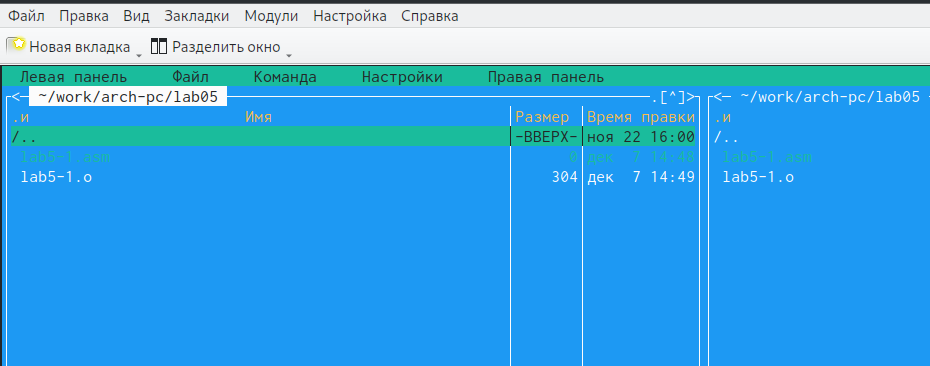 Файл Правка Вид Закладки Модули Настройка Справка
Новая вкладка Разделить окно
Левая панель Файл Команда Настройки Правая панель
<─ ~/work/arch-pc/lab05 ─.[^]> <─ ~/work/arch-pc/lab05
.и Имя Размер Время правки .и
/.. -ВВЕРХ- ноя 22 16:00 /..
lab5-1.asm 0 дек 7 14:48 lab5-1.asm
lab5-1.o 304 дек 7 14:49 lab5-1.o